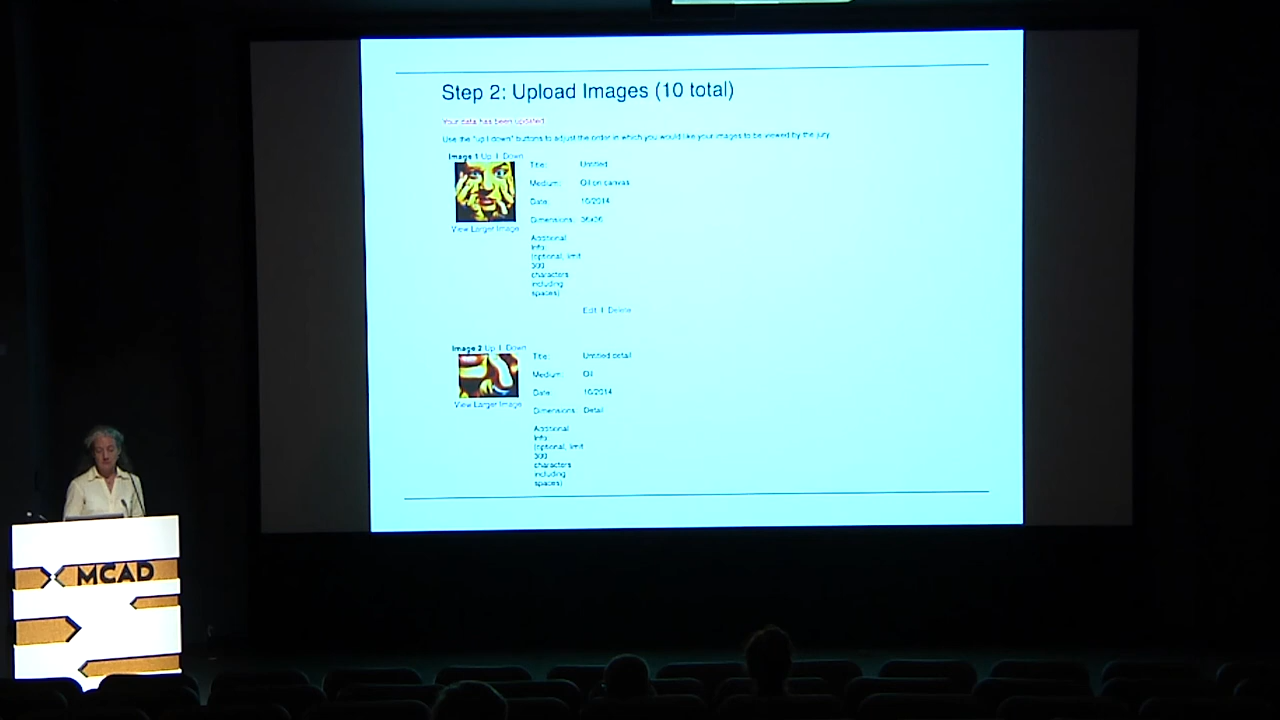 Step 2: Upload Images (10 total)
Your data has been updated.
Use the "up | down" buttons to adjust the order in which you would like your images to be viewed by the jury.
Image 1 Up | Down
Title: Untitled
Medium: Oil on canvas
Date: 10/2014
Dimensions: 36x36
View Larger Image
Additional
Info:
(optional, limit
300
characters
including
spaces)
Edit | Delete
Image 2 Up | Down
Title: Untitled detail
Medium: Oil
Date: 10/2014
Dimensions: Detail
View Larger Image
Additional
Info:
(optional, limit
300
characters
including
spaces)
MCAD